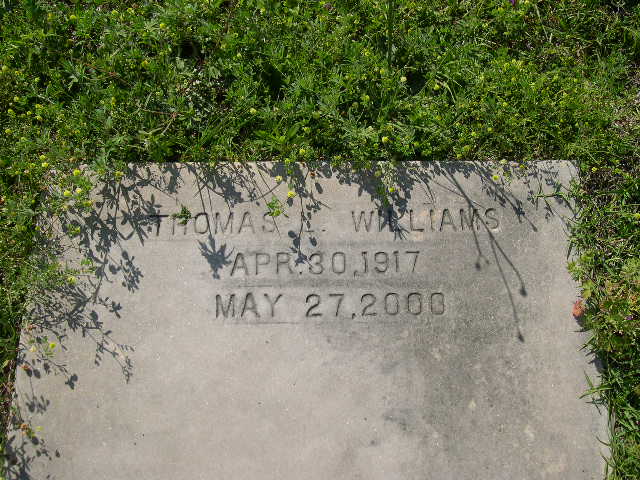 THOMAS L. WILLIAMS
APR. 30, 1917
MAY 27, 2000